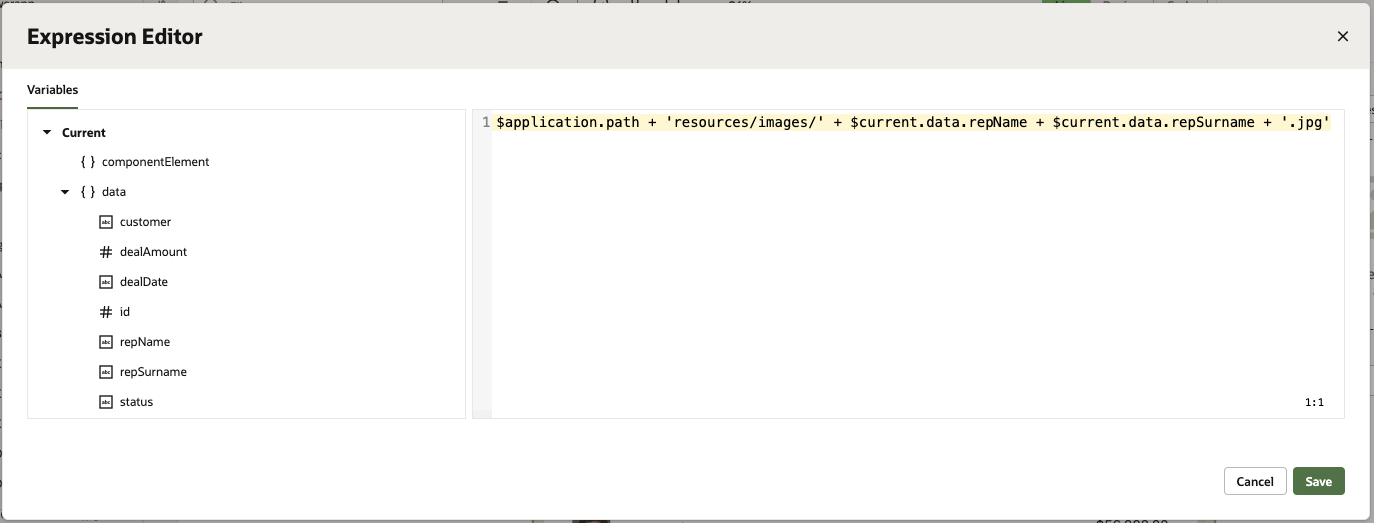 Expression Editor
Variables
Current
{ } componentElement
{ } data
abc customer
# dealAmount
abc dealDate
# id
abc repName
abc repSurname
abc status
1 $application.path + 'resources/images/' + $current.data.repName + $current.data.repSurname + '.jpg'
1:1
Cancel
Save